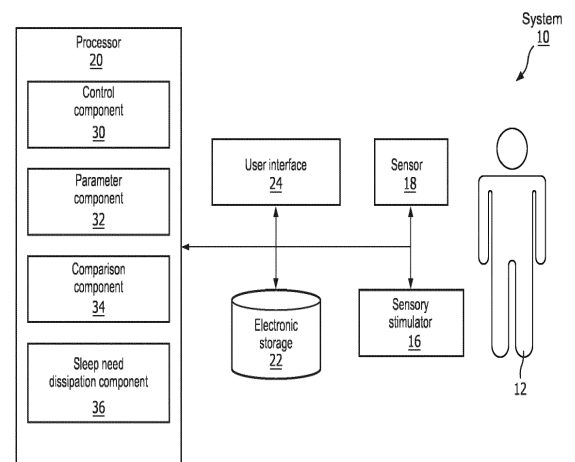 System
10
Processor
20
Control
component
30
Parameter
component
32
Comparison
component
34
Sleep need
dissipation component
36
User interface
24
Sensor
18
Electronic
storage
22
Sensory
stimulator
16
12